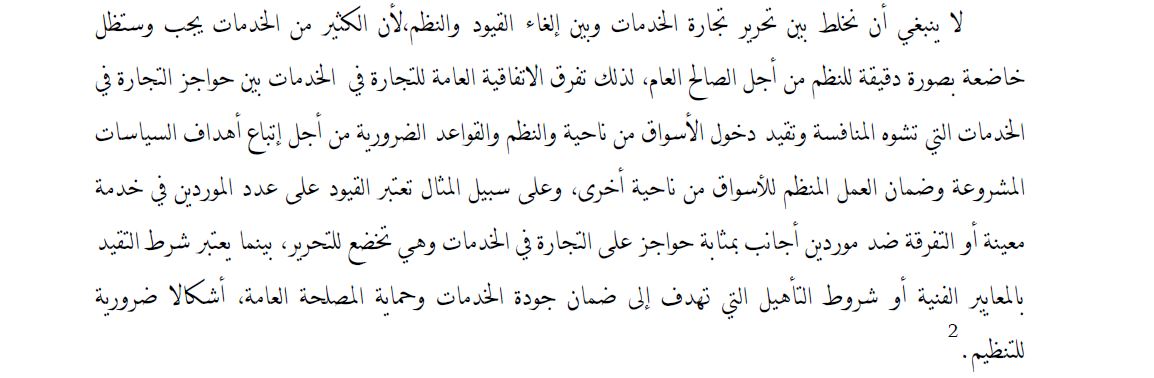 لا ينبغي أن نخلط بين تحرير تجارة الخدمات وبين إلغاء القيود والنظم،لأن الكثير من الخدمات يجب وستظل
خاضعة بصورة دقيقة للنظم من أجل الصالح العام، لذلك تفرق الاتفاقية العامة للتجارة في الخدمات بين حواجز التجارة في
الخدمات التي تشوه المنافسة وتقيد دخول الأسواق من ناحية والنظم والقواعد الضرورية من أجل إتباع أهداف السياسات
المشروعة وضمان العمل المنظم للأسواق من ناحية أخرى، وعلى سبيل المثال تعتبر القيود على عدد الموردين في خدمة
معينة أو التفرقة ضد موردين أجانب بمثابة حواجز على التجارة في الخدمات وهي تخضع للتحرير، بينما يعتبر شرط التقيد
بالمعايير الفنية أو شروط التأهيل التي تهدف إلى ضمان جودة الخدمات وحماية المصلحة العامة، أشكالا ضرورية
للتنظيم.2